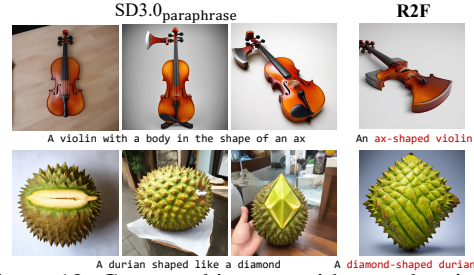 SD3.0paraphrase
R2F
A violin with a body in the shape of an ax
An ax-shaped violin
A durian shaped like a diamond
A diamond-shaped durian